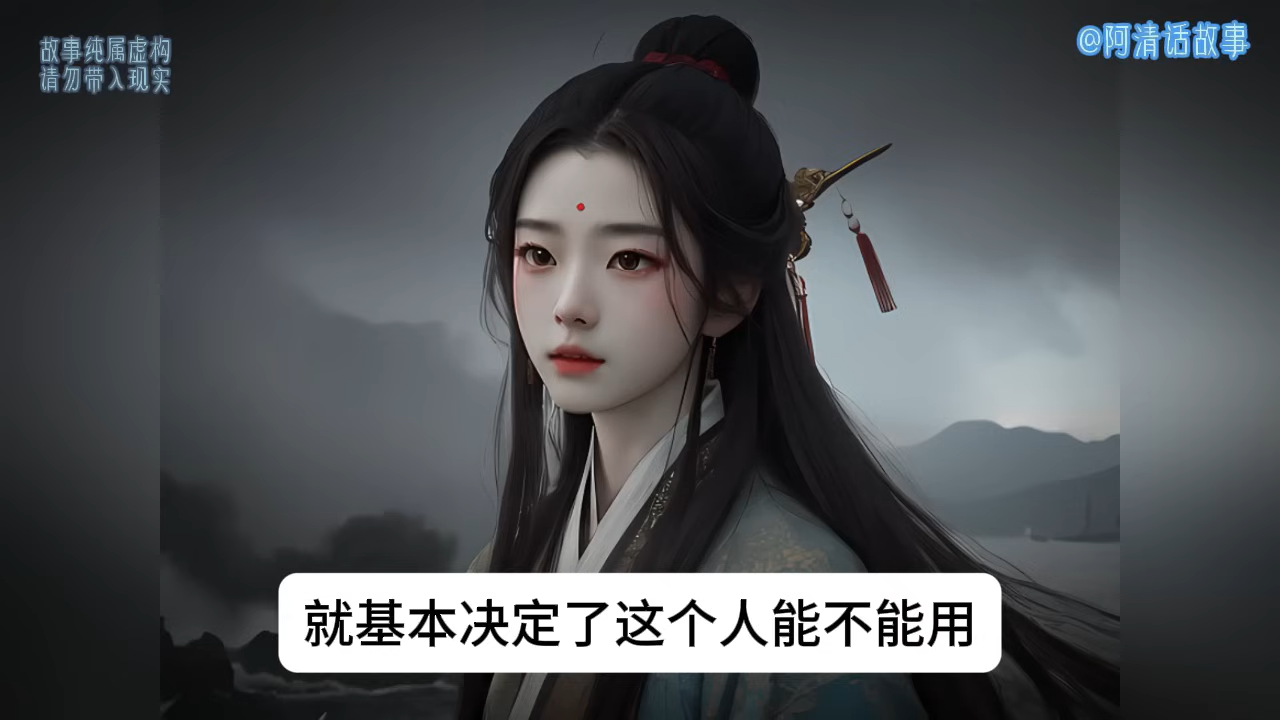 故事纯属虚构
请勿带入现实
@阿清话故事
就基本决定了这个人能不能用